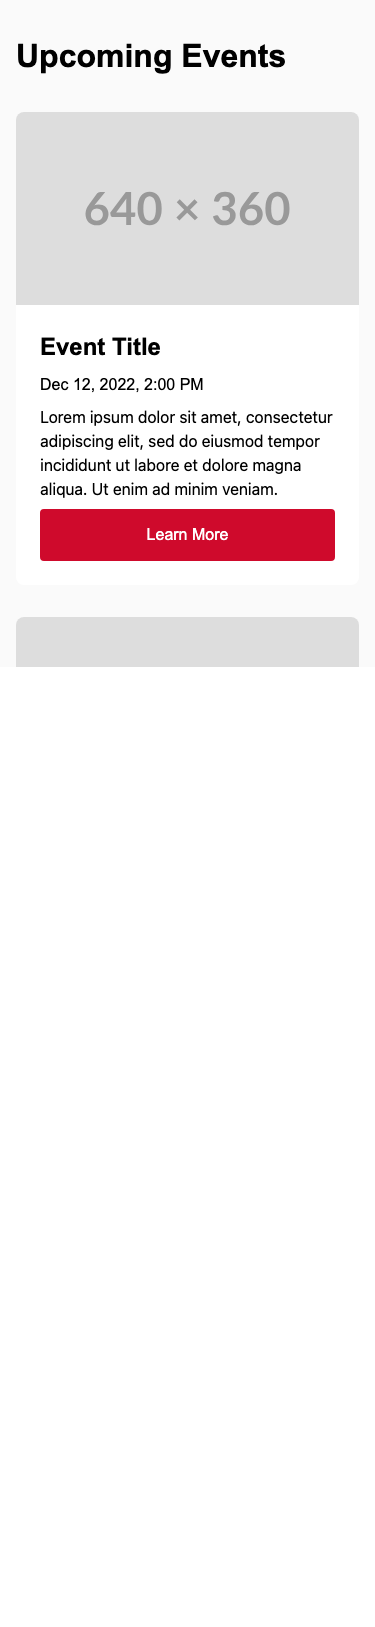 Upcoming Events
640 × 360
Event Title
Dec 12, 2022, 2:00 PM
Lorem ipsum dolor sit amet, consectetur
adipiscing elit, sed do eiusmod tempor
incididunt ut labore et dolore magna
aliqua. Ut enim ad minim veniam.
Learn More